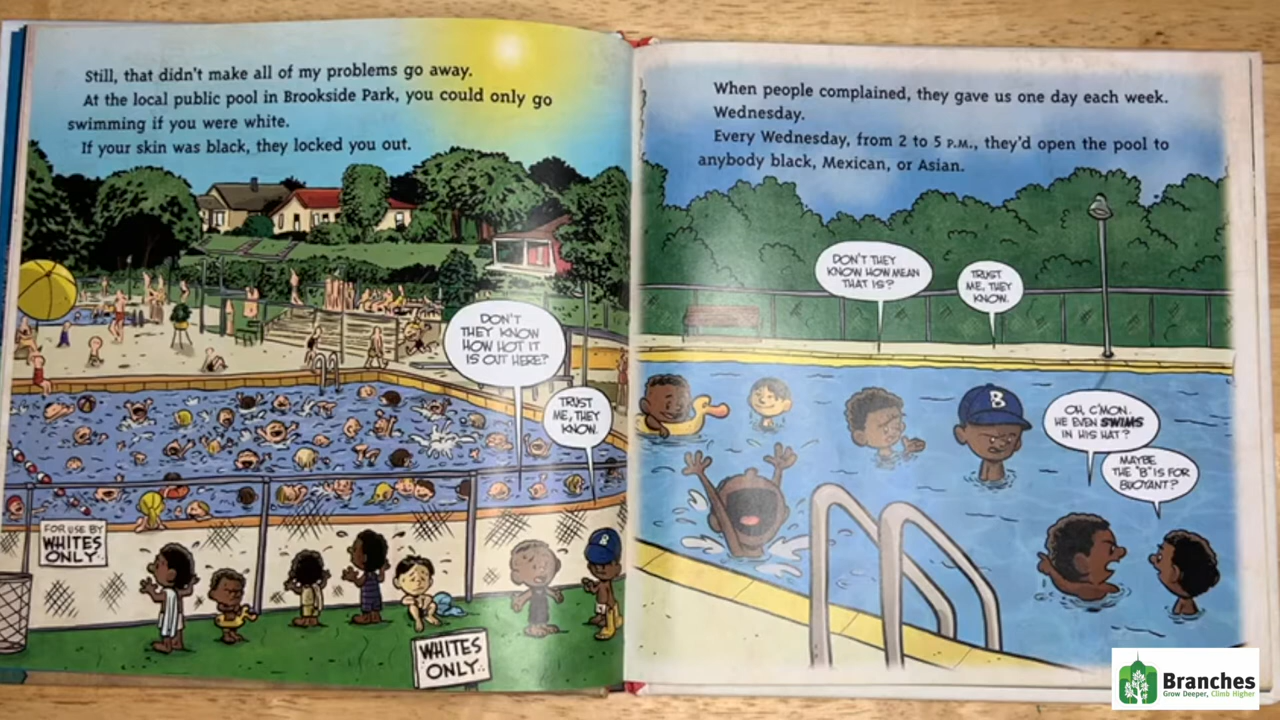 Still, that didn't make all of my problems go away.
At the local public pool in Brookside Park, you could only go
swimming if you were white.
If your skin was black, they locked you out.
DON'T
THEY KNOW
HOW HOT IT
IS OUT HERE?
TRUST
ME, THEY
KNOW.
FOR USE BY
WHITES
ONLY..
WHITES
ONLY..
When people complained, they gave us one day each week.
Wednesday.
Every Wednesday, from 2 to 5 P.M., they'd open the pool to
anybody black, Mexican, or Asian.
DON'T THEY
KNOW HOW MEAN
THAT IS?
TRUST
ME, THEY
KNOW.
B
B
OH, C'MON.
HE EVEN SWIMS
IN HIS HAT?
MAYBE
THE "B" IS FOR
BUOYANT?
Branches
Grow Deeper, Climb Higher